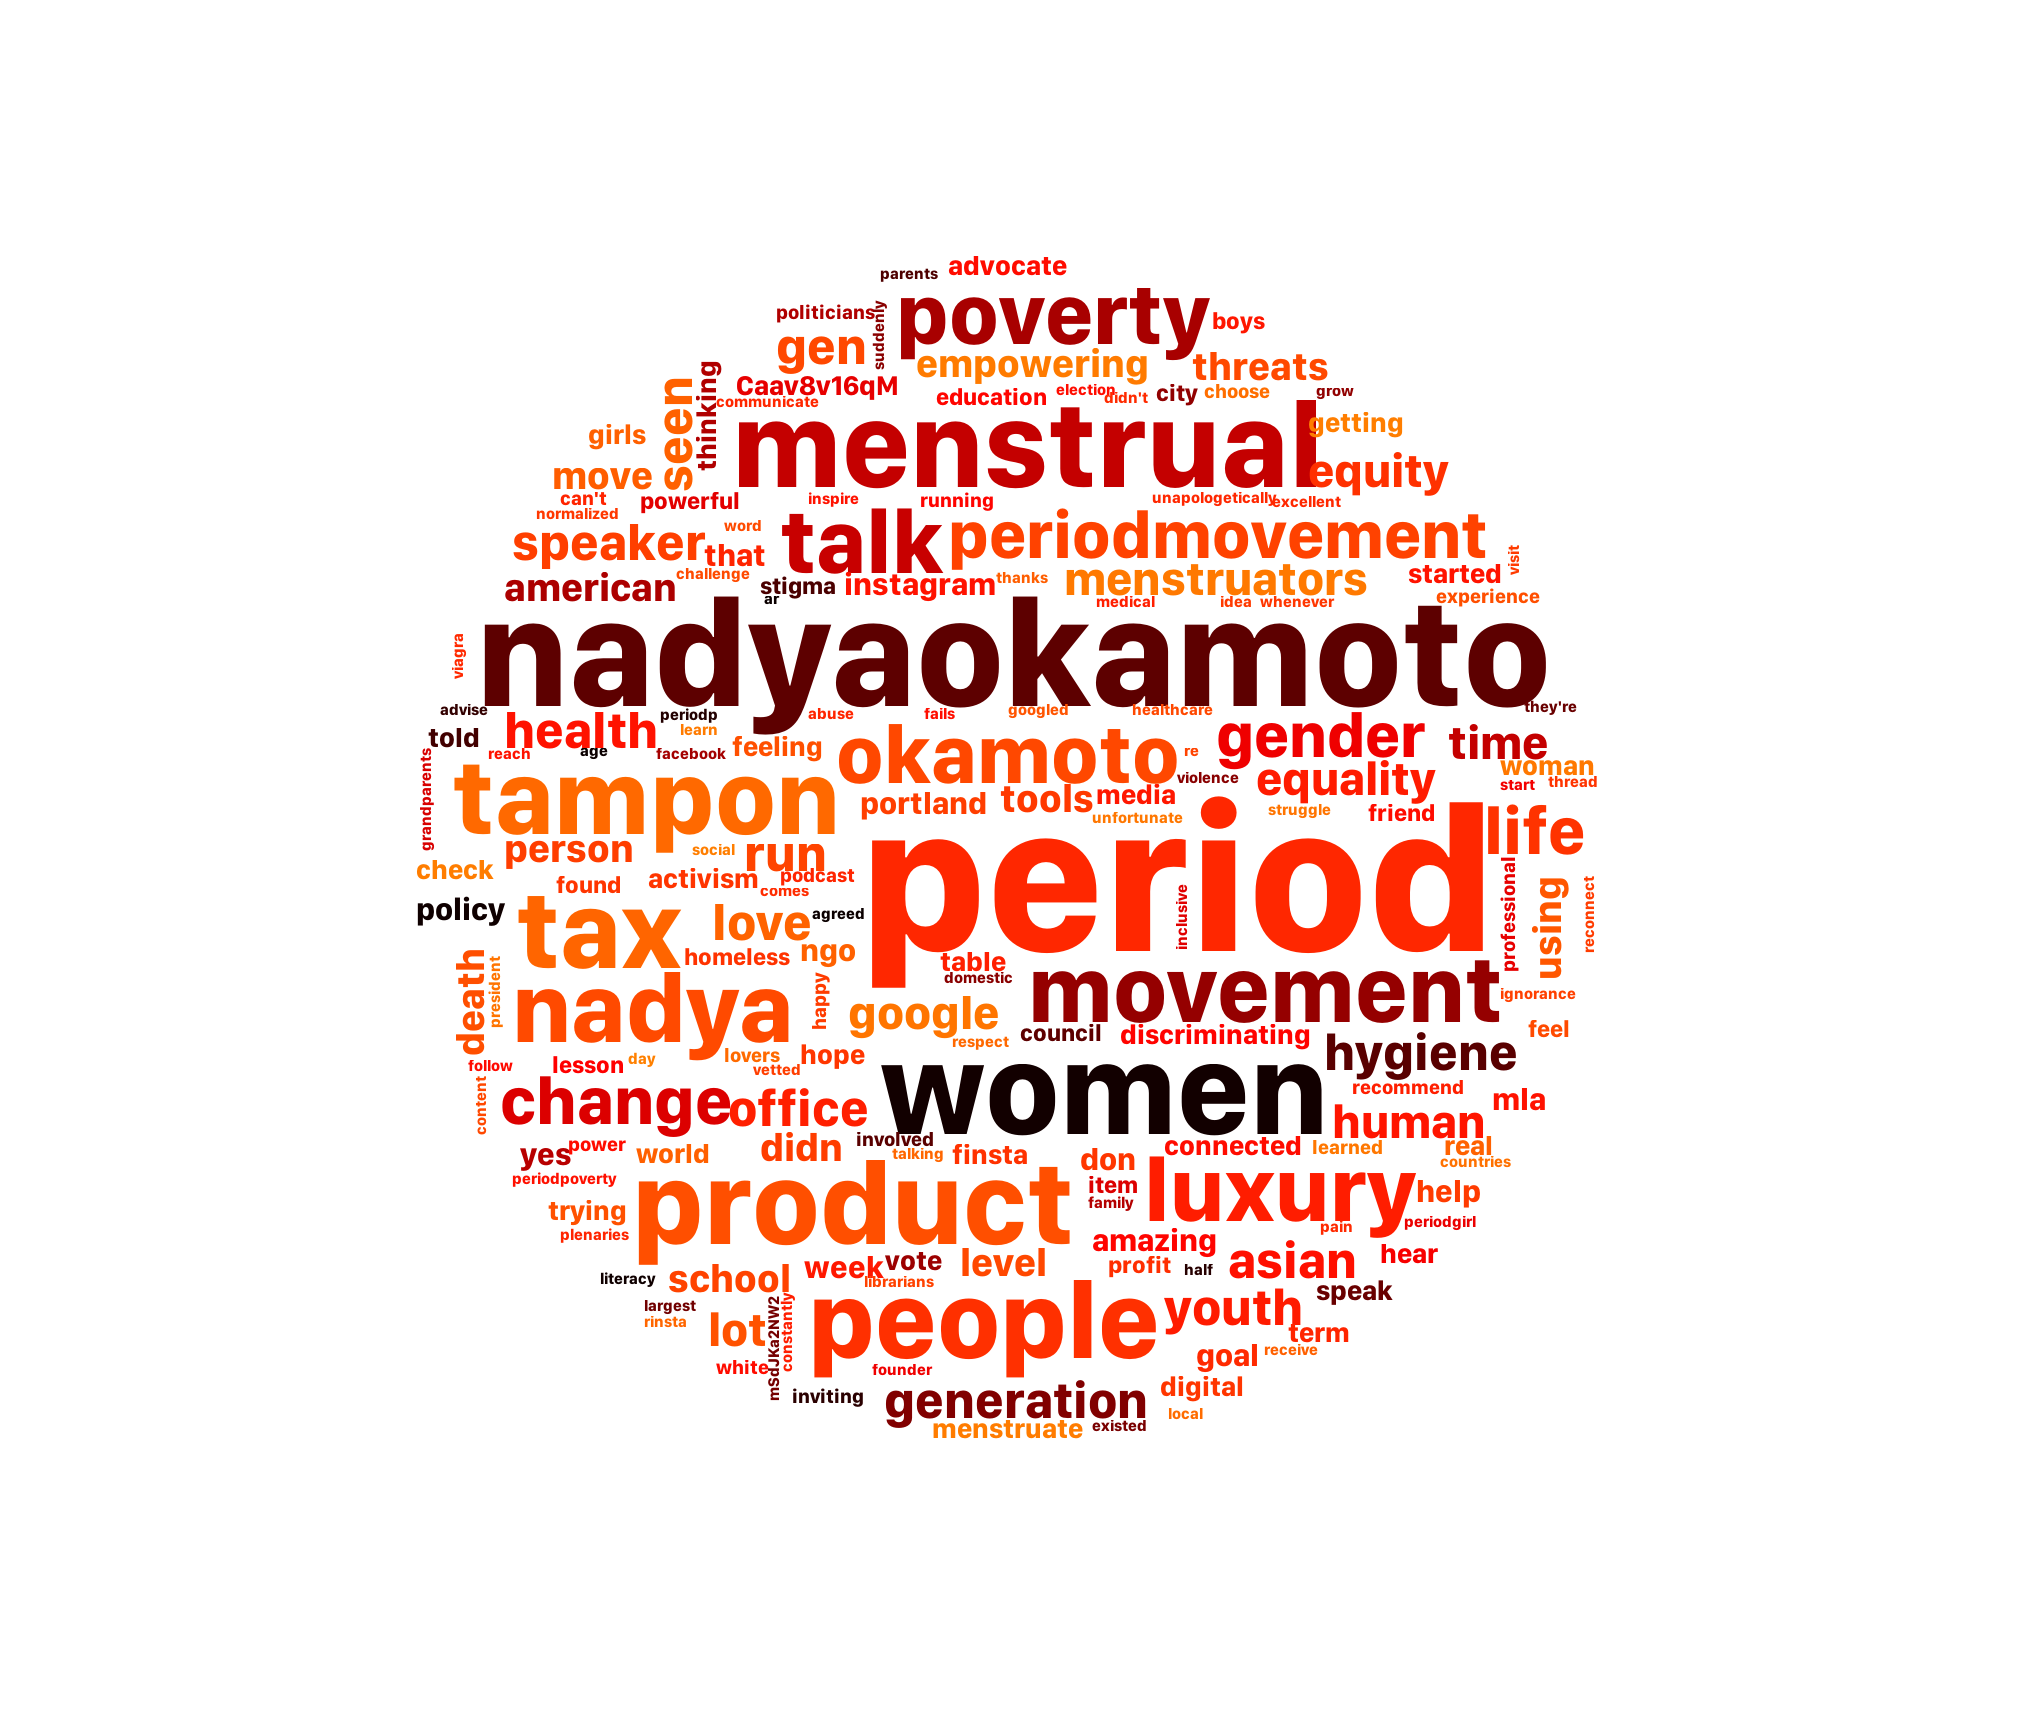 advocate
parents
poverty
politicians
suddenly
boys
gen
empowering
threats
thinking
seen
Caav8v16qM
communicate
education
election
didn't
city
choose
grow
menstrual
getting
girls
equity
move
can't
powerful
inspire
running
unapologetically
excellent
normalized
speaker
word
that
talk
periodmovement
visit
challenge
american
stigma
instagram
thanks
menstruators
started
ar
medical
idea
whenever
experience
nadyaokamoto
viagra
advise
periodp
abuse
fails
googled
healthcare
they're
told
health
learn
feeling
okamoto
gender
time
reach
age
facebook
re
equality
woman
grandparents
violence
start
thread
tampon
portland
tools
media
unfortunate
struggle
friend
life
period
person
social
run
check
found
activism
podcast
comes
professional
using
reconnect
inclusive
policy
tax
love
agreed
homeless
ngo
table
domestic
movement
death
president
nadya
happy
google
ignorance
council
discriminating
feel
respect
hygiene
lovers
hope
follow
lesson
day
vetted
women
recommend
content
change
office
mla
human
yes
power
world
didn
involved
talking
finsta
connected
learned
real
don
countries
periodpoverty
product
item
family
luxury
help
trying
pain
periodgirl
plenaries
amazing
week
vote
level
profit
half
asian
hear
literacy
school
librarians
speak
largest
rinsta
lot
msdJKa2NW2
constantly
people
youth
term
white
founder
goal
receive
inviting
generation
digital
local
menstruate
existed